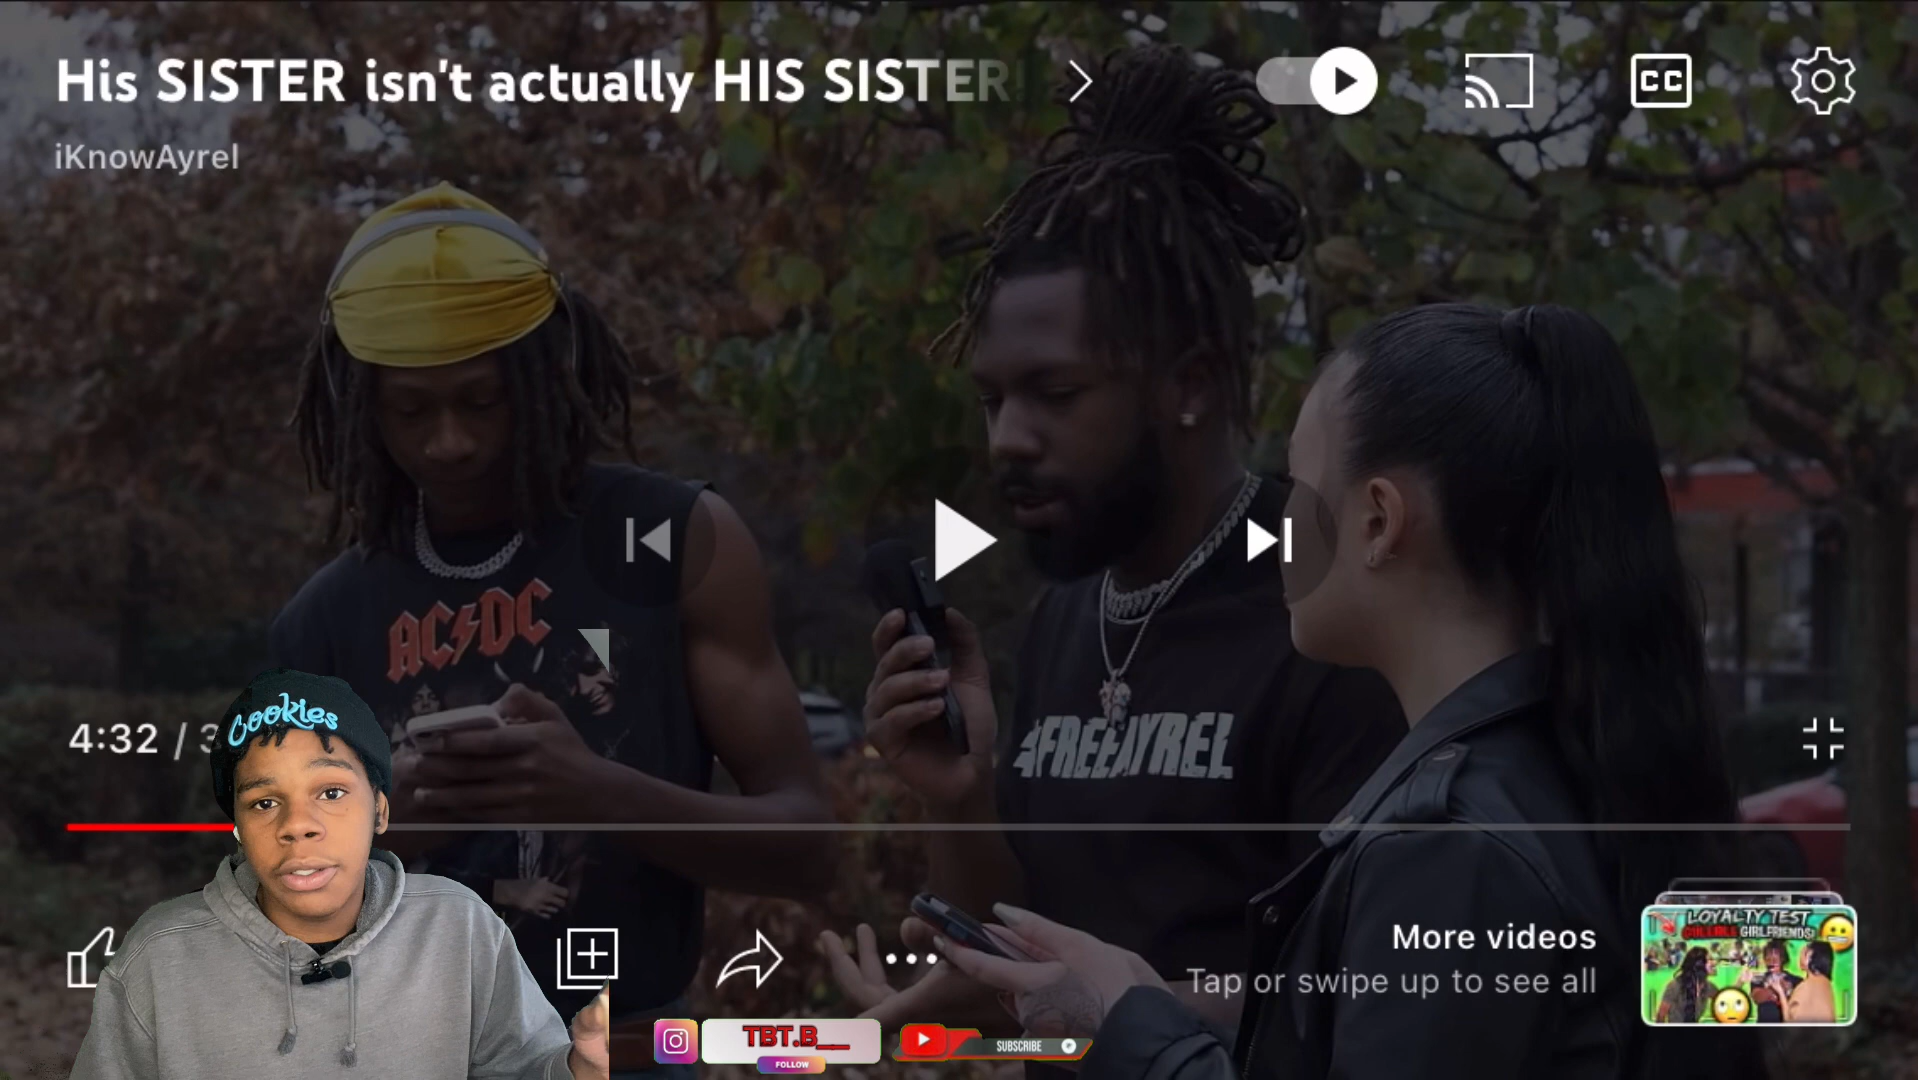 His SISTER isn't actually HIS SISTER!
iKnowAyrel
CC
AC DC
#FREEAYREL
Cookies
4:32 / 3
More videos
Tap or swipe up to see all
LOYALTY TEST
GIRLFRIENDS!
TBT.B__
FOLLOW
SUBSCRIBE